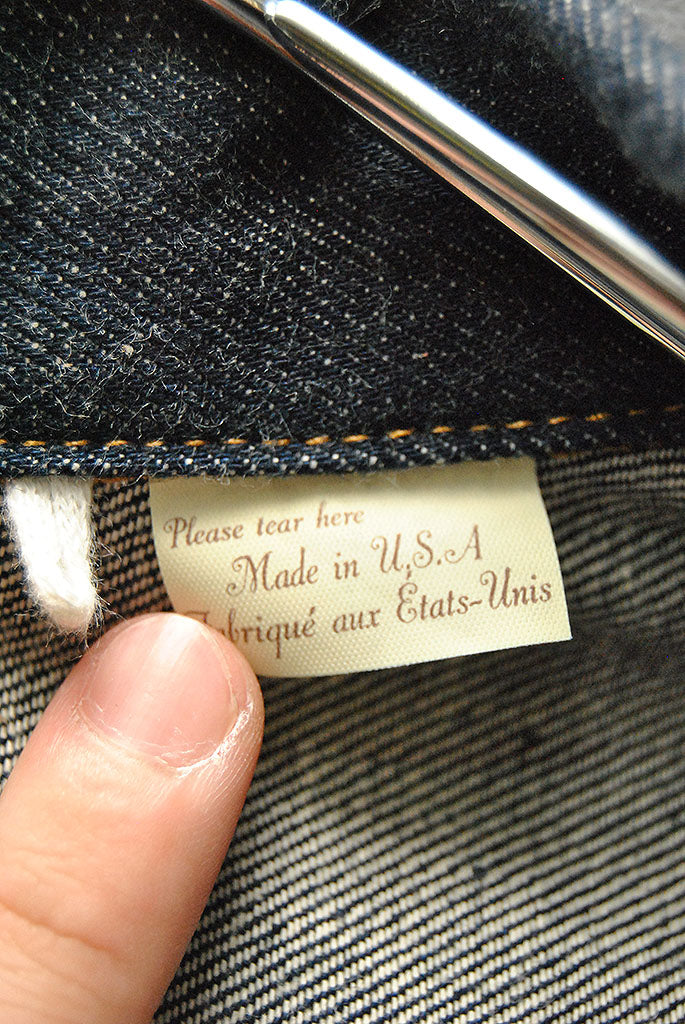 Please tear here
Made in U.S.A
Fabriqué aux États-Unis